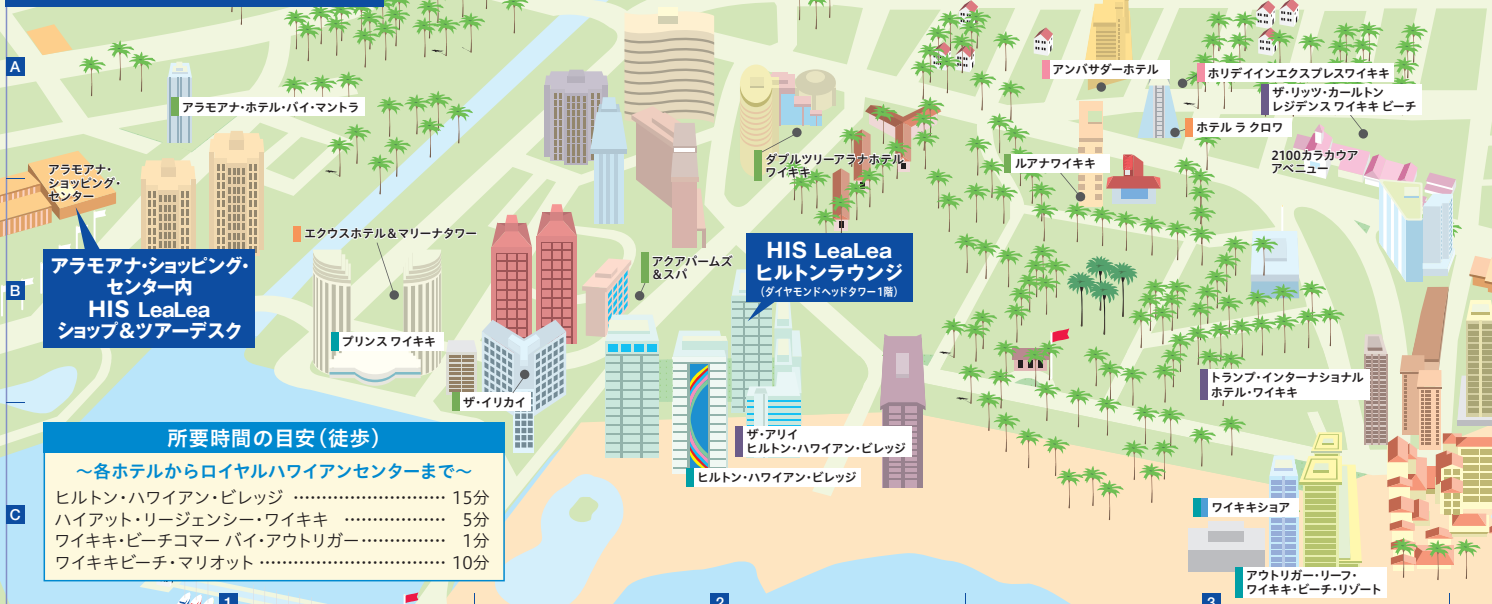 A
アラモアナ・ホテル・バイ・マントラ
アンバサダーホテル
ホリデイインエクスプレスワイキキ
ザ・リッツ・カールトン
レジデンス ワイキキ ビーチ
ホテル ラ クロワ
ダブルツリーアラナホテル
ワイキキ
ルアナワイキキ
2100カラカウア
アベニュー
アラモアナ・
ショッピング・
センター
エクウスホテル&マリーナタワー
B
アラモアナ・ショッピング・
センター内
HIS LeaLea
ショップ&ツアーデスク
アクアパームズ
&スパ
HIS LeaLea
ヒルトンラウンジ
(ダイヤモンドヘッドタワー1階)
プリンス ワイキキ
ザ・イリカイ
トランプ・インターナショナル
ホテル・ワイキキ
ザ・アリイ
ヒルトン・ハワイアン・ビレッジ
ヒルトン・ハワイアン・ビレッジ
C
所要時間の目安(徒歩)
〜各ホテルからロイヤルハワイアンセンターまで〜
ヒルトン・ハワイアン・ビレッジ ………………………… 15分
ハイアット・リージェンシー・ワイキキ ……………… 5分
ワイキキ・ビーチコマー バイ・アウトリガー…………… 1分
ワイキキビーチ・マリオット …………………………… 10分
ワイキキショア
アウトリガー・リーフ・
ワイキキ・ビーチ・リゾート
1
2
3